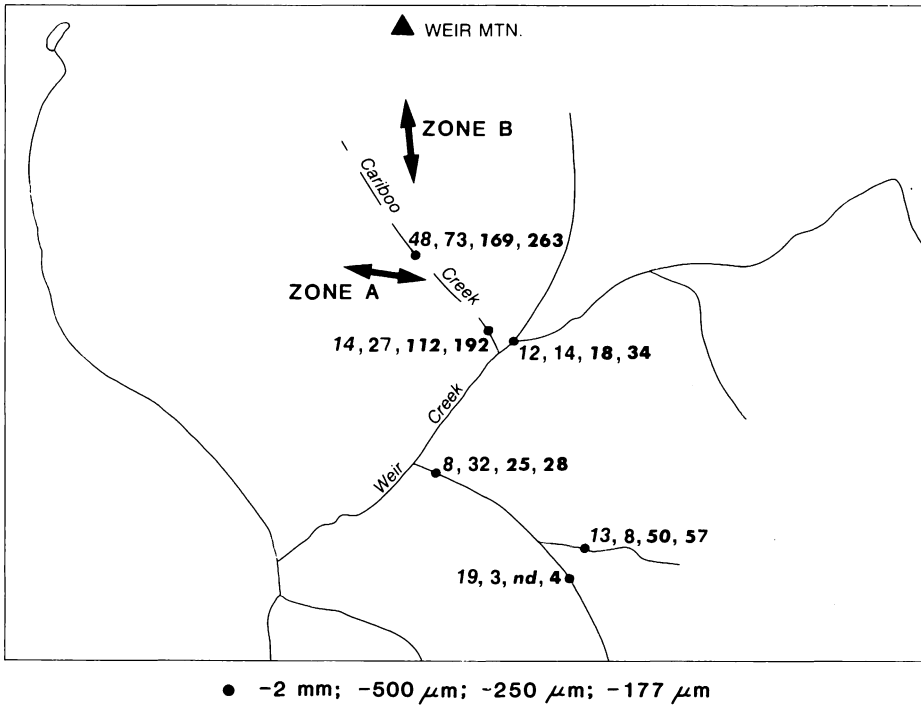 WEIR MTN.
ZONE B
Cariboo
48, 73, 169, 263
ZONE A
Creek
14, 27, 112, 192
12, 14, 18, 34
Creek
Weir
8, 32, 25, 28
13, 8, 50, 57
19, 3, nd, 4
-2 mm; -500 μm; -250 μm; -177 μm